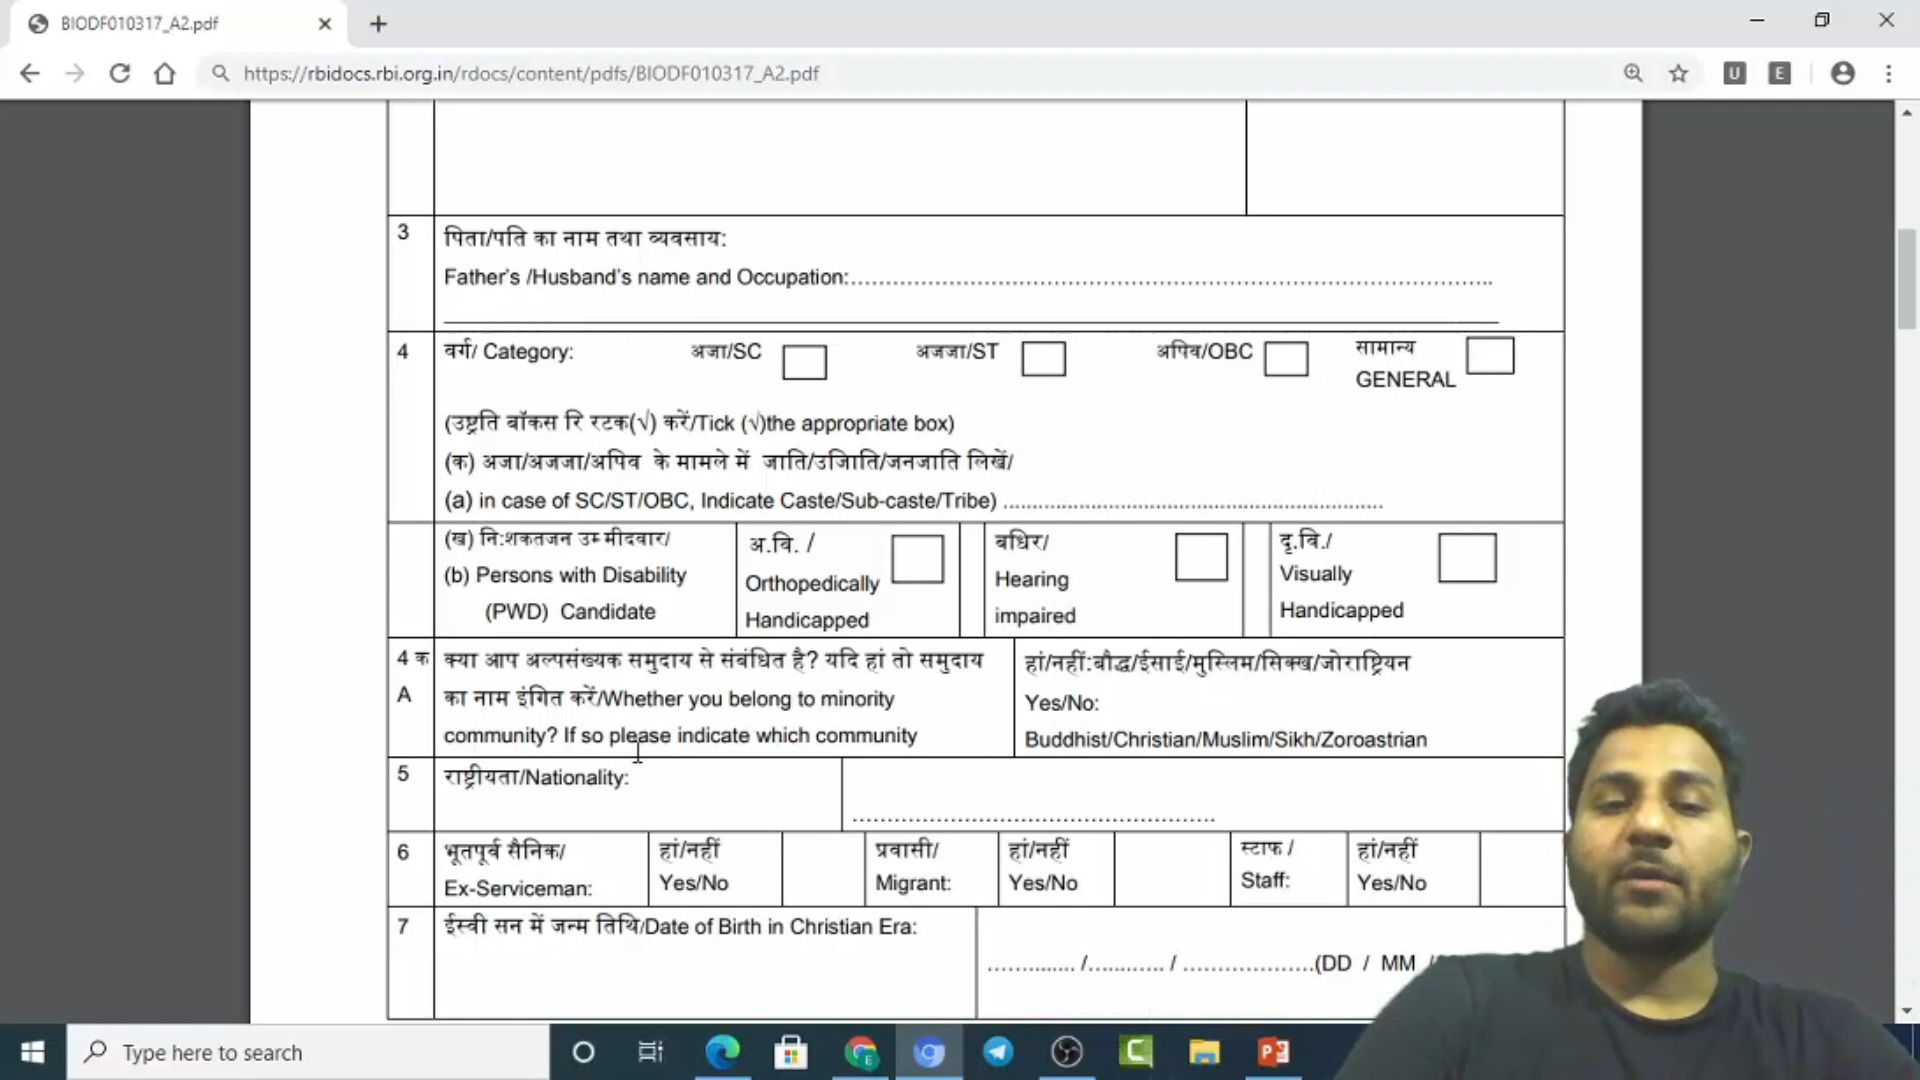 BIODF010317_A2.pdf
https://rbidocs.rbi.org.in/rdocs/content/pdfs/BIODF010317_A2.pdf
U E
3 पिता/पति का नाम तथा व्यवसाय:
Father's /Husband's name and Occupation:
4 वर्ग/ Category: अजा/SC अजजा/ST अपिव/OBC सामान्य
GENERAL
(उष्ट्रति बॉकस रि रटक(√) करें/Tick (√)the appropriate box)
(क) अजा/अजजा/अपिव के मामले में जाति/उजिाति/जनजाति लिखें/
(a) in case of SC/ST/OBC, Indicate Caste/Sub-caste/Tribe)
(ख) नि:शकतजन उम्मीदवार/ अ.वि. / बधिर/ दृ.वि./
(b) Persons with Disability Orthopedically Hearing Visually
(PWD) Candidate Handicapped impaired Handicapped
4 क क्या आप अल्पसंख्यक समुदाय से संबंधित है? यदि हां तो समुदाय हां/नहीं:बौद्ध/ईसाई/मुस्लिम/सिक्ख/जोराष्ट्रियन
A का नाम इंगित करें/Whether you belong to minority Yes/No:
community? If so please indicate which community Buddhist/Christian/Muslim/Sikh/Zoroastrian
5 राष्ट्रीयता/Nationality:
6 भूतपूर्व सैनिक/ हां/नहीं प्रवासी/ हां/नहीं स्टाफ / हां/नहीं
Ex-Serviceman: Yes/No Migrant: Yes/No Staff: Yes/No
7 ईस्वी सन में जन्म तिथि/Date of Birth in Christian Era:
/ / (DD / MM /
Type here to search